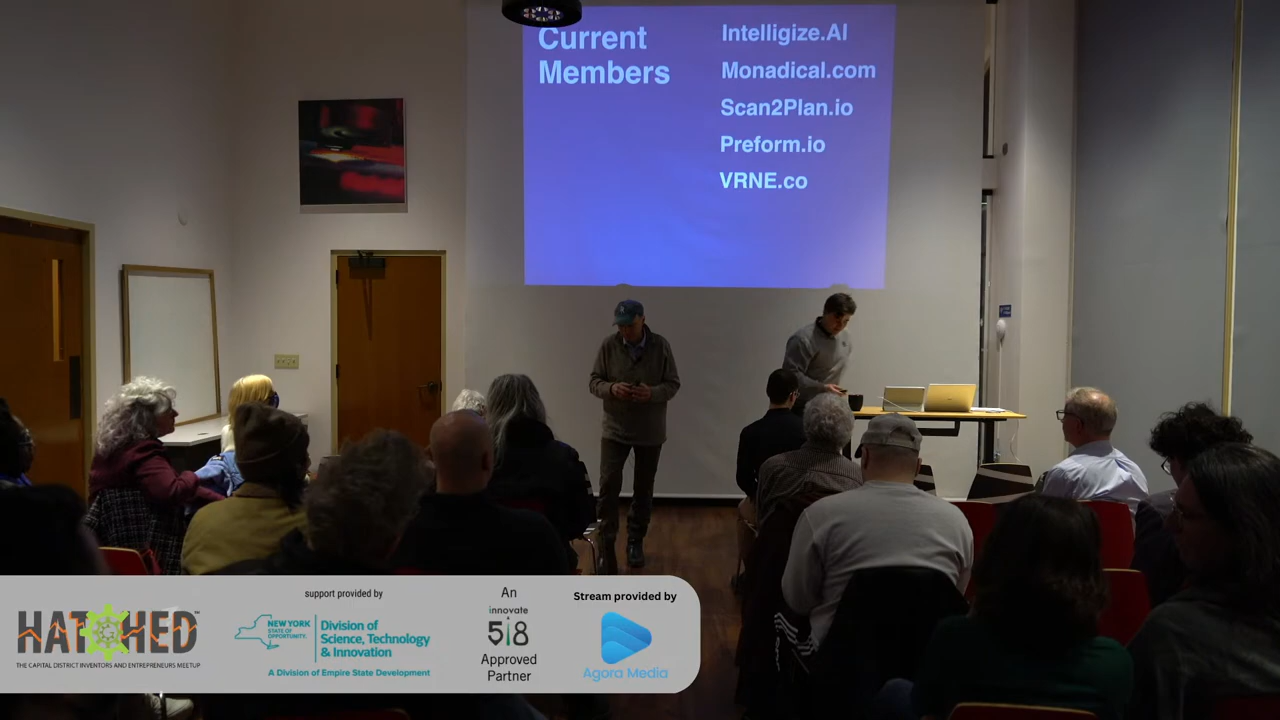 Current
Members
Intelligize.AI
Monadical.com
Scan2Plan.io
Preform.io
VRNE.co
HATCHED™
THE CAPITAL DISTRICT INVENTORS AND ENTREPRENEURS MEETUP
support provided by
NEW YORK
STATE OF
OPPORTUNITY.
Division of
Science, Technology
& Innovation
A Division of Empire State Development
An
innovate
518
Approved
Partner
Stream provided by
Agora Media